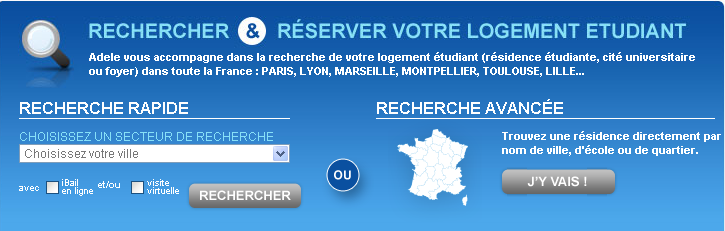 RECHERCHER & RÉSERVER VOTRE LOGEMENT ETUDIANT
Adele vous accompagne dans la recherche de votre logement étudiant (résidence étudiante, cité universitaire
ou foyer) dans toute la France : PARIS, LYON, MARSEILLE, MONTPELLIER, TOULOUSE, LILLE...
RECHERCHE RAPIDE
CHOISISSEZ UN SECTEUR DE RECHERCHE
Choisissez votre ville
avec iBail en ligne et/ou visite virtuelle
RECHERCHER
OU
RECHERCHE AVANCÉE
Trouvez une résidence directement par
nom de ville, d'école ou de quartier.
J'Y VAIS !